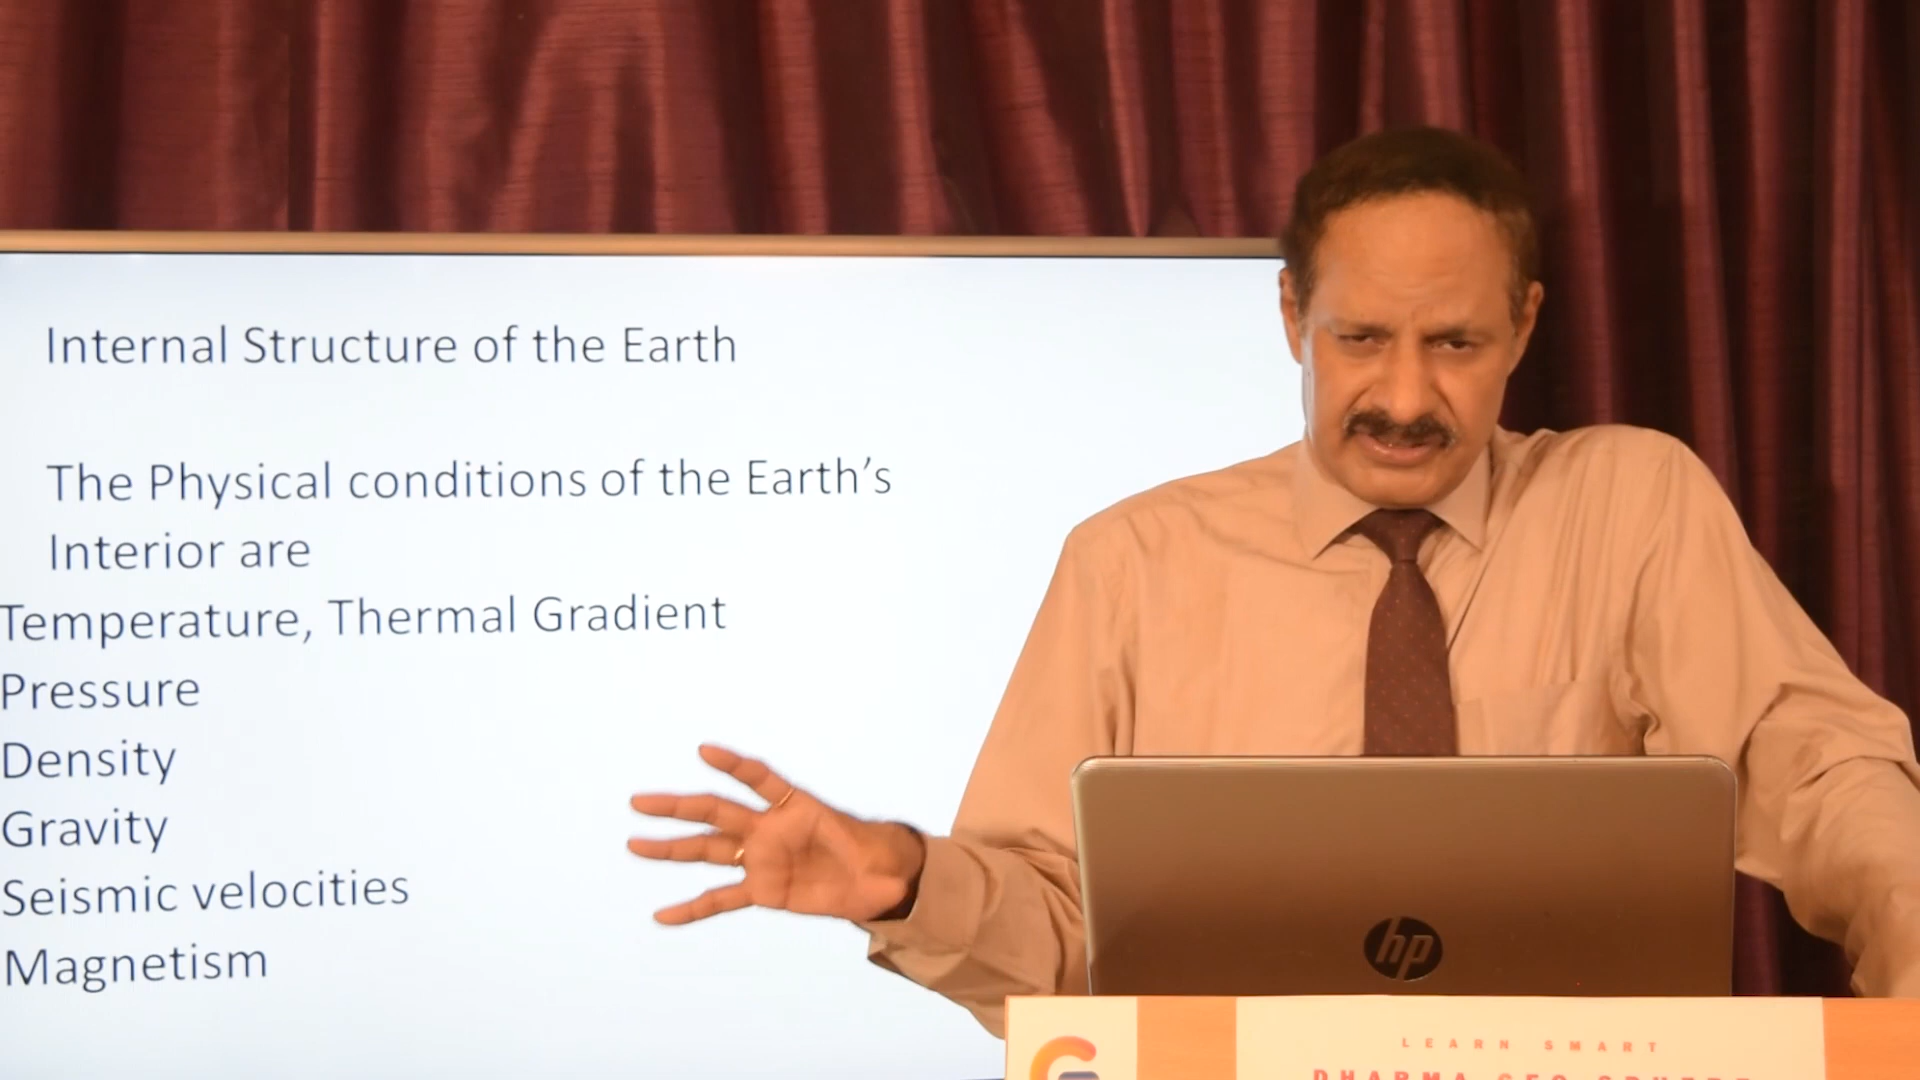 Internal Structure of the Earth
The Physical conditions of the Earth's
Interior are
Temperature, Thermal Gradient
Pressure
Density
Gravity
Seismic velocities
Magnetism
hp
LEARN SMART